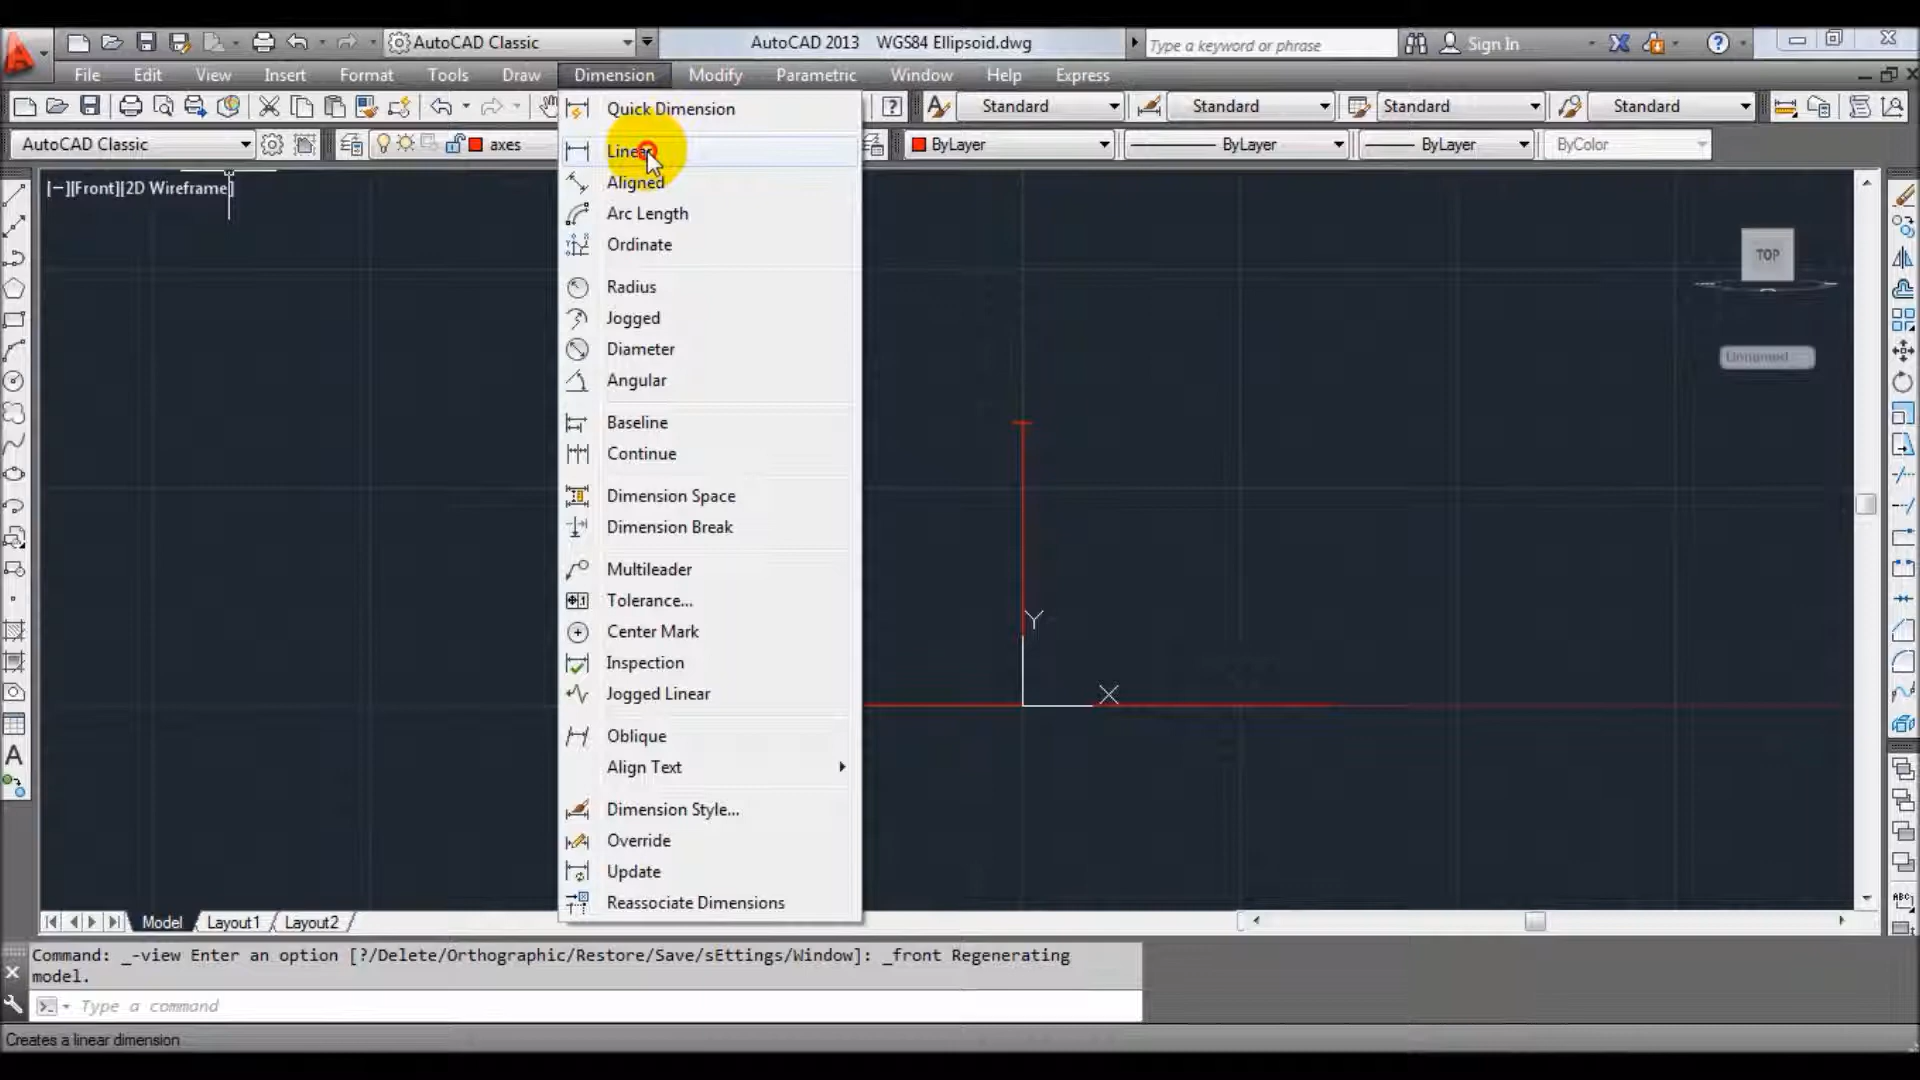 AutoCAD Classic
AutoCAD 2013 WGS84 Ellipsoid.dwg
Type a keyword or phrase
Sign In
File Edit View Insert Format Tools Draw Dimension Modify Parametric Window Help Express
Standard Standard Standard Standard
AutoCAD Classic
axes
ByLayer
ByLayer
ByLayer
ByColor
[−][Front][2D Wireframe]
Quick Dimension
Linear
Aligned
Arc Length
Ordinate
Radius
Jogged
Diameter
Angular
Baseline
Continue
Dimension Space
Dimension Break
Multileader
Tolerance...
Center Mark
Inspection
Jogged Linear
Oblique
Align Text
Dimension Style...
Override
Update
Reassociate Dimensions
TOP
Unnamed
Y
X
A
ABC
Model Layout1 Layout2
Command: _-view Enter an option [?/Delete/Orthographic/Restore/Save/sEttings/Window]: _front Regenerating
model.
Type a command
Creates a linear dimension